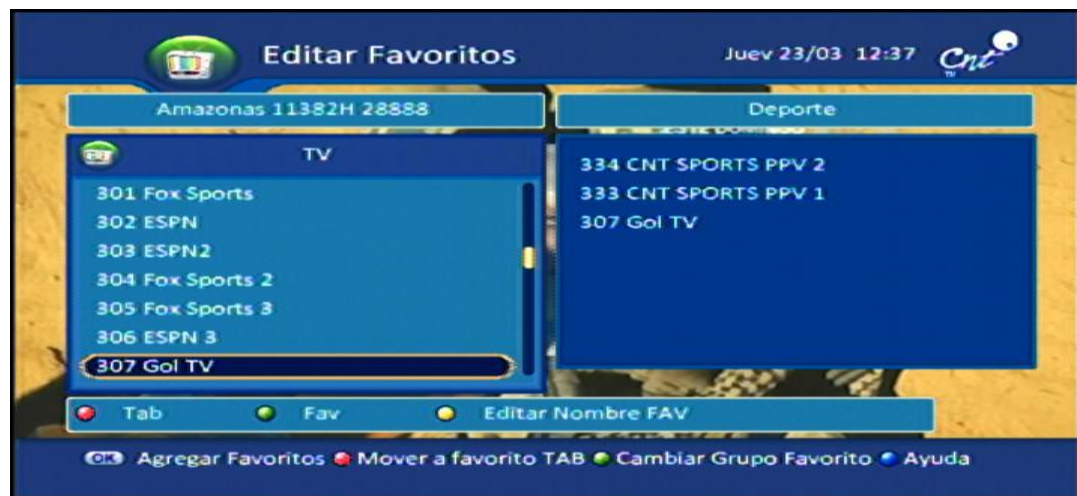 Editar Favoritos
Juev 23/03 12:37
Cnt
TM
Amazonas 11382H 28888
Deporte
TV
301 Fox Sports
302 ESPN
303 ESPN2
304 Fox Sports 2
305 Fox Sports 3
306 ESPN 3
307 Gol TV
334 CNT SPORTS PPV 2
333 CNT SPORTS PPV 1
307 Gol TV
Tab Fav Editar Nombre FAV
OK Agregar Favoritos Mover a favorito TAB Cambiar Grupo Favorito Ayuda